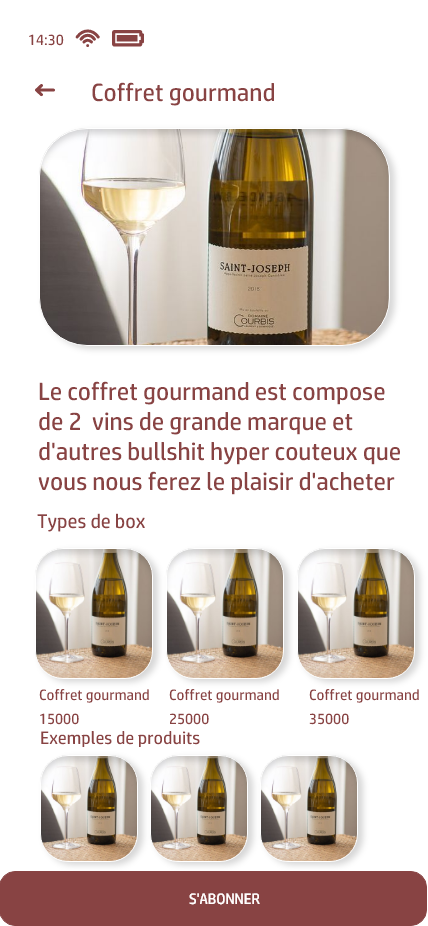 14:30
Coffret gourmand
SAINT-JOSEPH
2019
DOMAINE
COURBIS
Le coffret gourmand est compose
de 2 vins de grande marque et
d'autres bullshit hyper couteux que
vous nous ferez le plaisir d'acheter
Types de box
Coffret gourmand Coffret gourmand Coffret gourmand
15000 25000 35000
Exemples de produits
S'ABONNER